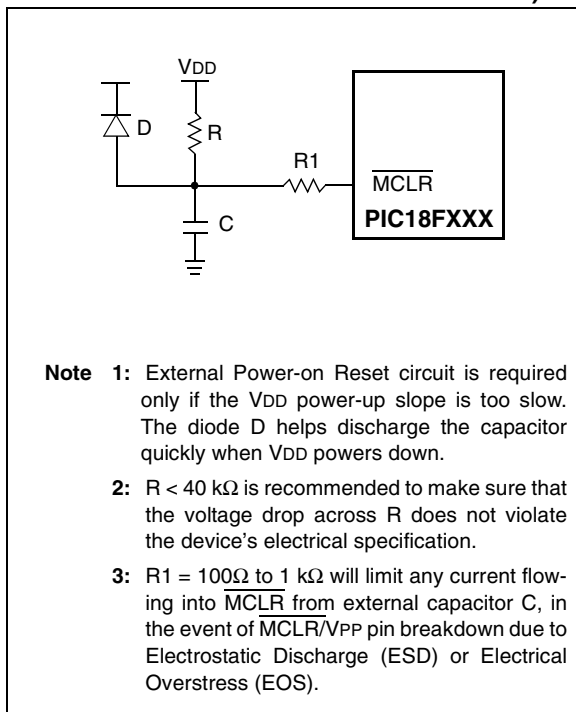 VDD
D
R
R1
MCLR
C
PIC18FXXX
Note 1: External Power-on Reset circuit is required
only if the VDD power-up slope is too slow.
The diode D helps discharge the capacitor
quickly when VDD powers down.
2: R < 40 kΩ is recommended to make sure that
the voltage drop across R does not violate
the device's electrical specification.
3: R1 = 100Ω to 1 kΩ will limit any current flow-
ing into MCLR from external capacitor C, in
the event of MCLR/VPP pin breakdown due to
Electrostatic Discharge (ESD) or Electrical
Overstress (EOS).